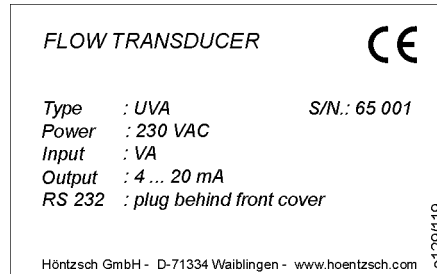 FLOW TRANSDUCER
CE
Type : UVA S/N.: 65 001
Power : 230 VAC
Input : VA
Output : 4 ... 20 mA
RS 232 : plug behind front cover
Höntzsch GmbH - D-71334 Waiblingen - www.hoentzsch.com